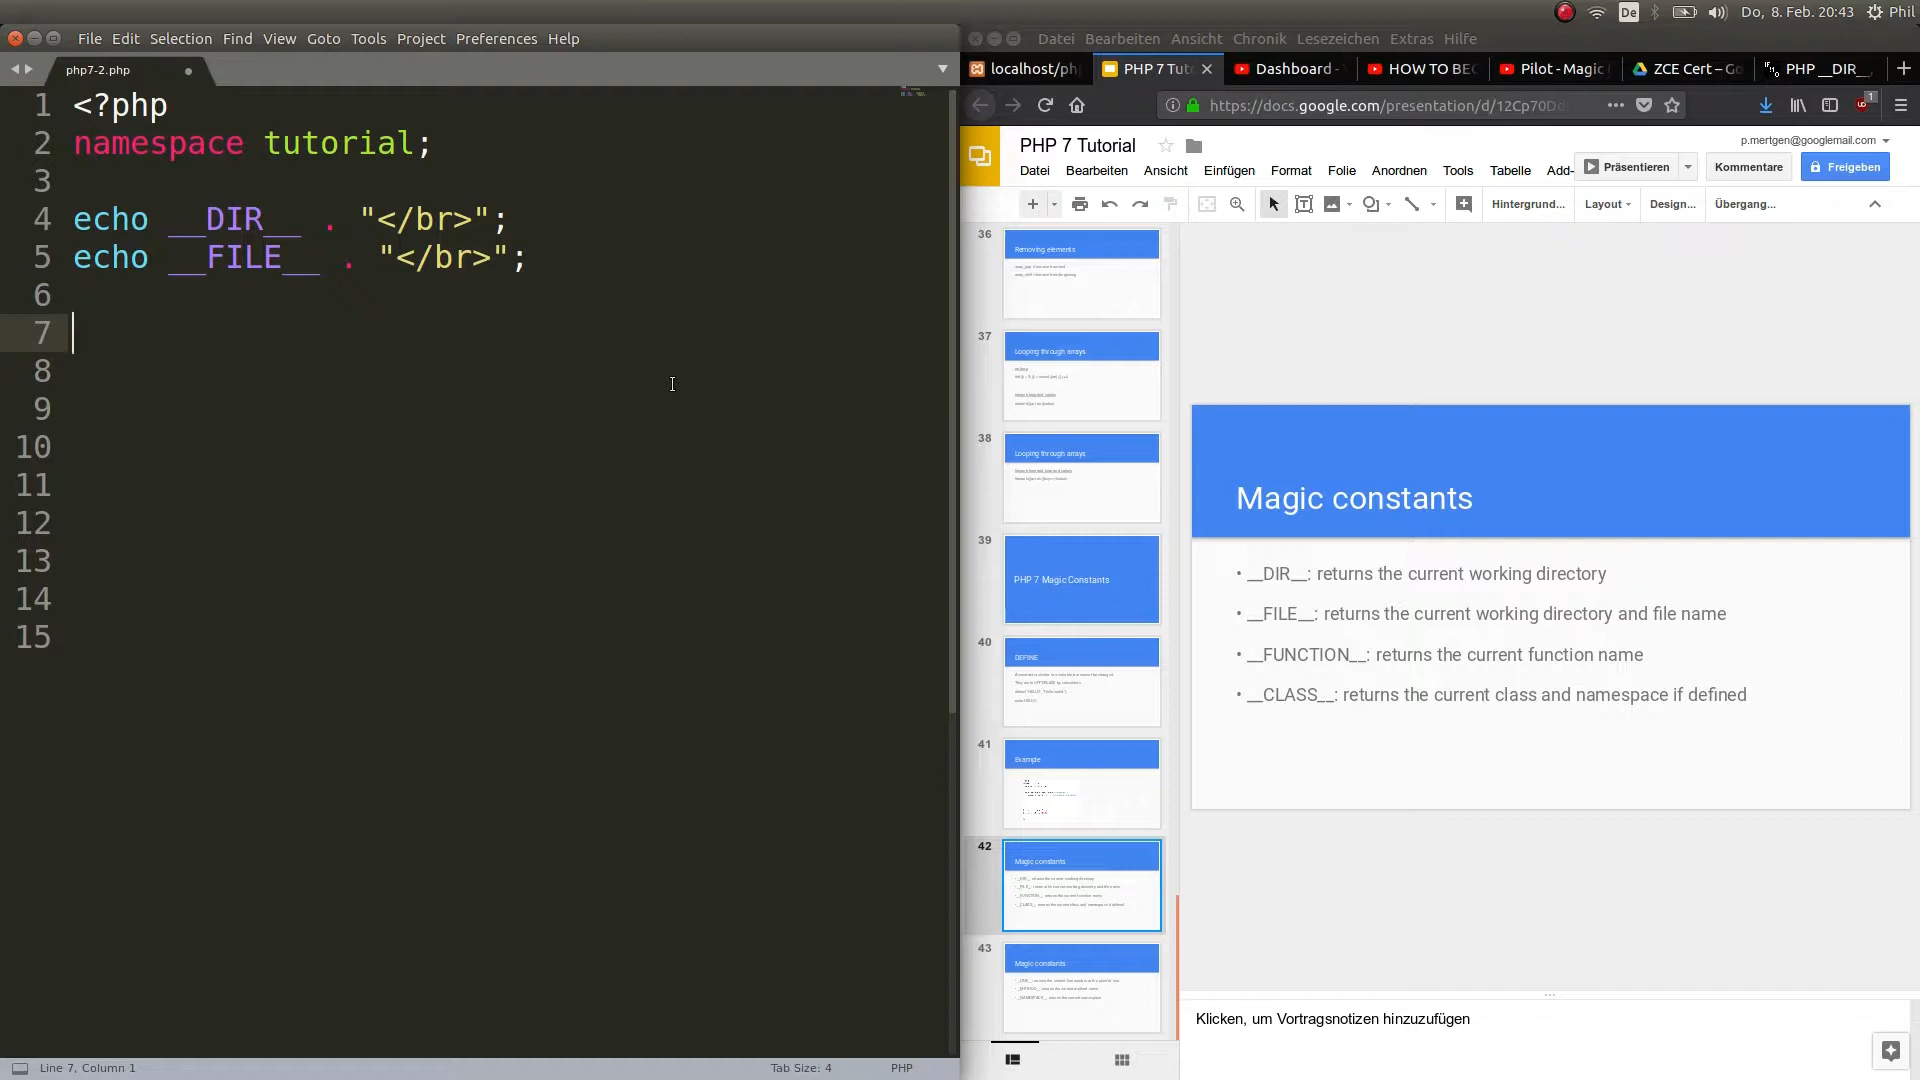 De Do, 8. Feb. 20:43 Phil
File Edit Selection Find View Goto Tools Project Preferences Help
Datei Bearbeiten Ansicht Chronik Lesezeichen Extras Hilfe
php7-2.php
localhost/ph PHP 7 Tut Dashboard - HOW TO BE Pilot - Magic ZCE Cert – Go PHP __DIR__,
https://docs.google.com/presentation/d/12Cp70Dd 1
1 <?php
2 namespace tutorial;
3
4 echo __DIR__ . "</br>";
5 echo __FILE__ . "</br>";
6
7
8
9
10
11
12
13
14
15
Line 7, Column 1
Tab Size: 4
PHP
PHP 7 Tutorial
p.mertgen@googlemail.com
Datei Bearbeiten Ansicht Einfügen Format Folie Anordnen Tools Tabelle Add-
Präsentieren Kommentare Freigeben
Hintergrund... Layout Design... Übergang...
36
Removing elements
37
Looping through arrays
38
Looping through arrays
39
PHP 7 Magic Constants
40
DEFINE
41
Example
42
Magic constants
43
Magic constants
Magic constants
• __DIR__: returns the current working directory
• __FILE__: returns the current working directory and file name
• __FUNCTION__: returns the current function name
• __CLASS__: returns the current class and namespace if defined
Klicken, um Vortragsnotizen hinzuzufügen